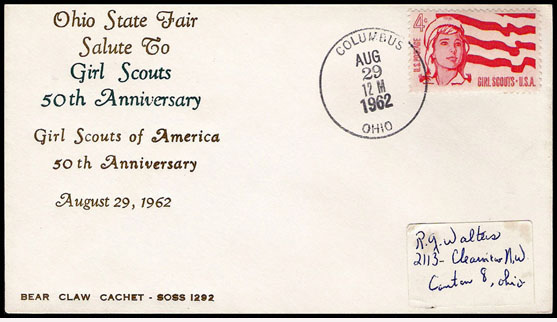 Ohio State Fair
Salute To
Girl Scouts
50th Anniversary
Girl Scouts of America
50 th Anniversary
August 29, 1962
BEAR CLAW CACHET - SOSS 1292
COLUMBUS
AUG
29
12 M
1962
OHIO
4¢
U.S. POSTAGE
GIRL SCOUTS · U.S.A.
R.G. Walters
2113- Clearview N.W.
Canton 8, Ohio